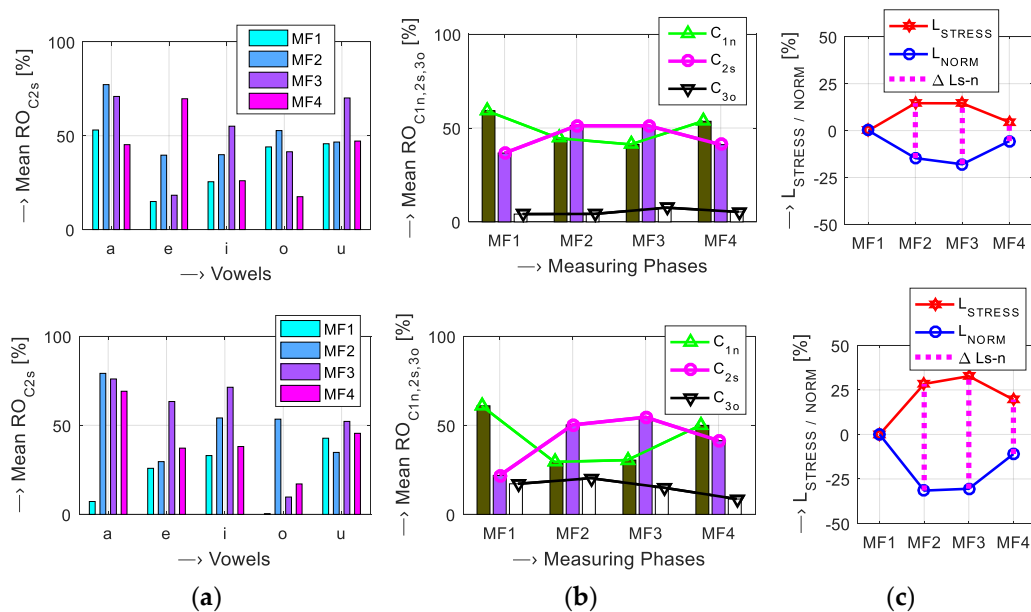 —› Mean RO_C2s [%]
100
50
0
MF1
MF2
MF3
MF4
a e i o u
—› Vowels
—› Mean RO_C1n,2s,3o [%]
100
50
0
C_1n
C_2s
C_3o
MF1 MF2 MF3 MF4
—› Measuring Phases
—› L_STRESS / NORM [%]
50
25
0
-25
-50
L_STRESS
L_NORM
Δ Ls-n
MF1 MF2 MF3 MF4
—› Mean RO_C2s [%]
100
50
0
MF1
MF2
MF3
MF4
a e i o u
—› Vowels
—› Mean RO_C1n,2s,3o [%]
100
50
0
C_1n
C_2s
C_3o
MF1 MF2 MF3 MF4
—› Measuring Phases
—› L_STRESS / NORM [%]
50
25
0
-25
-50
L_STRESS
L_NORM
Δ Ls-n
MF1 MF2 MF3 MF4
(a) (b) (c)